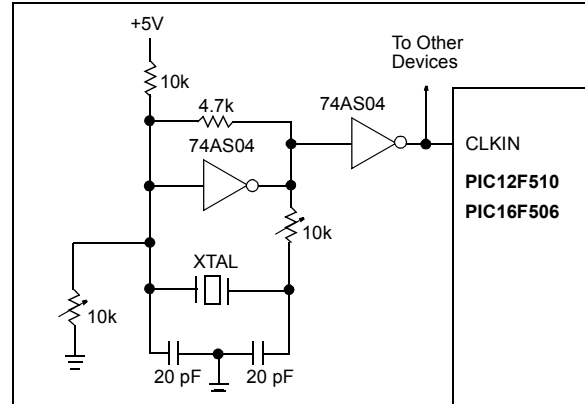 +5V
10k
4.7k
74AS04
74AS04
To Other
Devices
CLKIN
PIC12F510
PIC16F506
10k
XTAL
10k
20 pF
20 pF